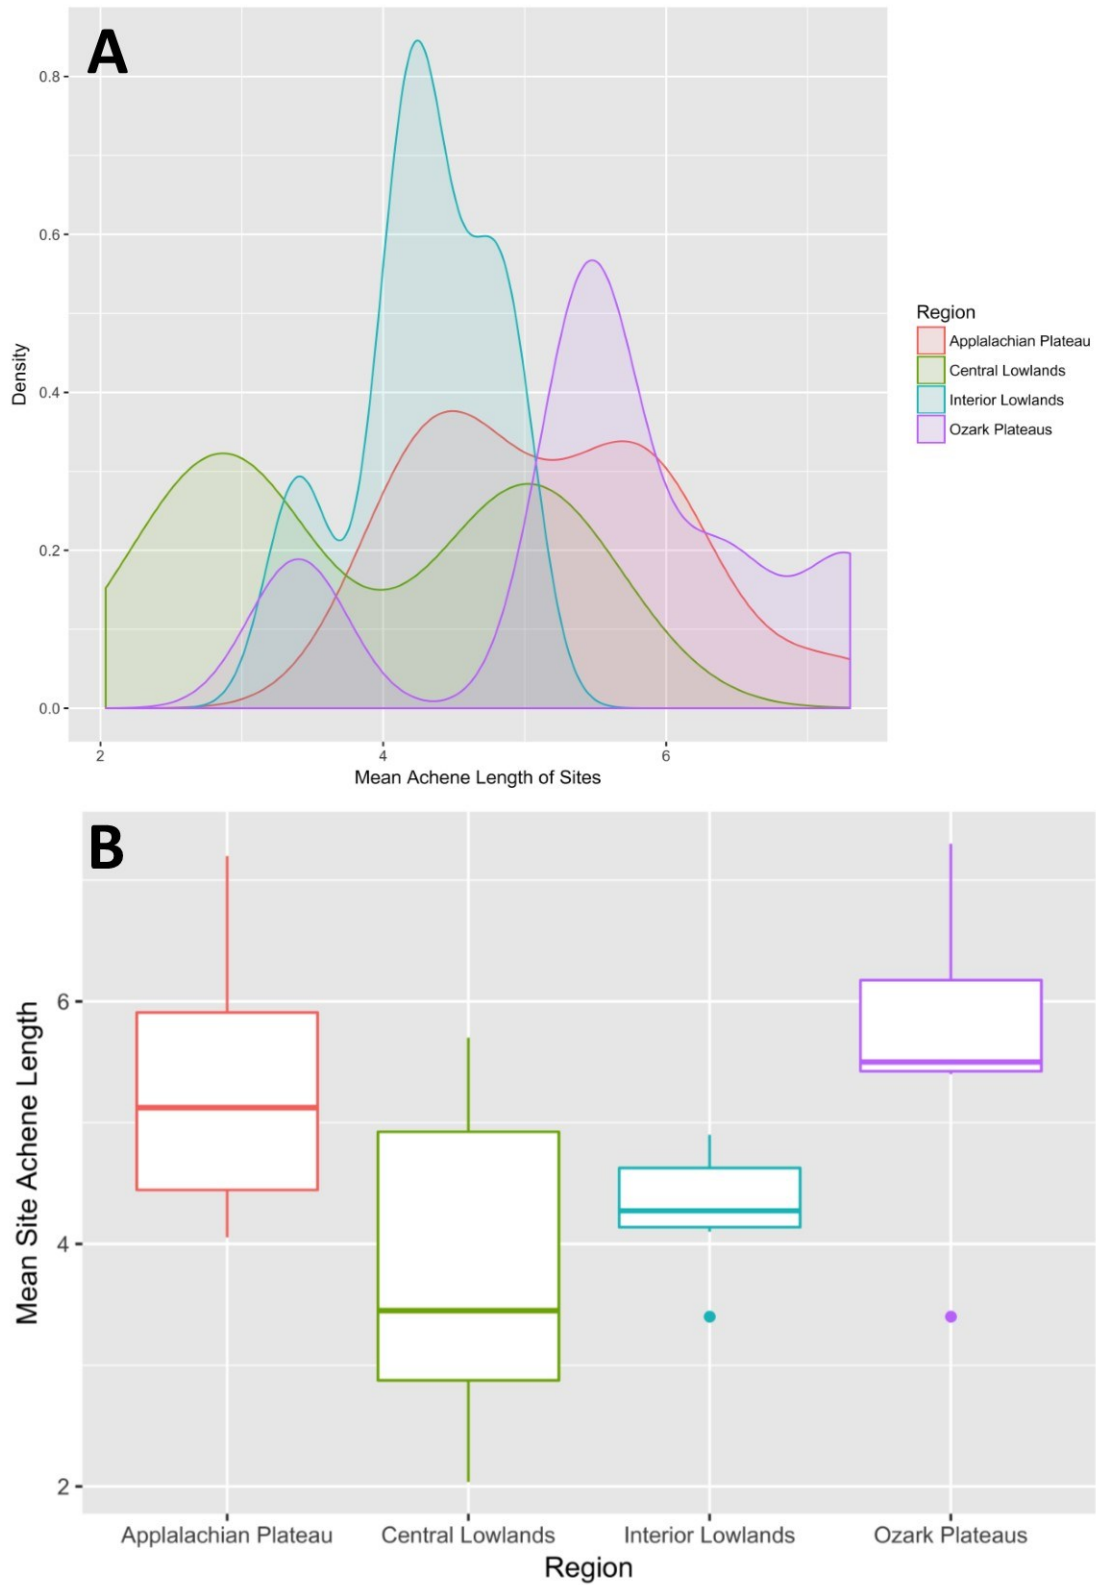 A
0.8
0.6
0.4
0.2
0.0
Density
2 4 6
Mean Achene Length of Sites
Region
Applalachian Plateau
Central Lowlands
Interior Lowlands
Ozark Plateaus
B
6
4
2
Mean Site Achene Length
Applalachian Plateau Central Lowlands Interior Lowlands Ozark Plateaus
Region